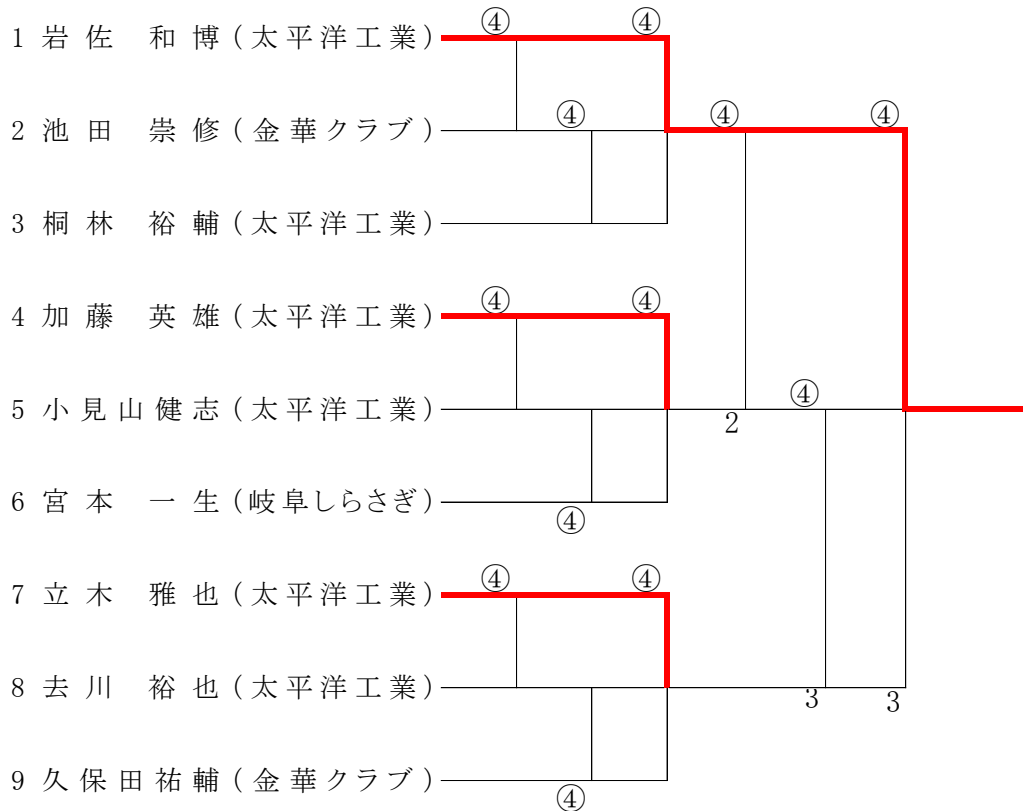 ④ ④
1 岩佐 和博(太平洋工業)
④ ④ ④
2 池田 崇修(金華クラブ)
3 桐林 裕輔(太平洋工業)
④ ④
4 加藤 英雄(太平洋工業)
④
5 小見山健志(太平洋工業)
2
6 宮本 一生(岐阜しらさぎ)
④
④ ④
7 立木 雅也(太平洋工業)
8 去川 裕也(太平洋工業)
3 3
9 久保田祐輔(金華クラブ)
④